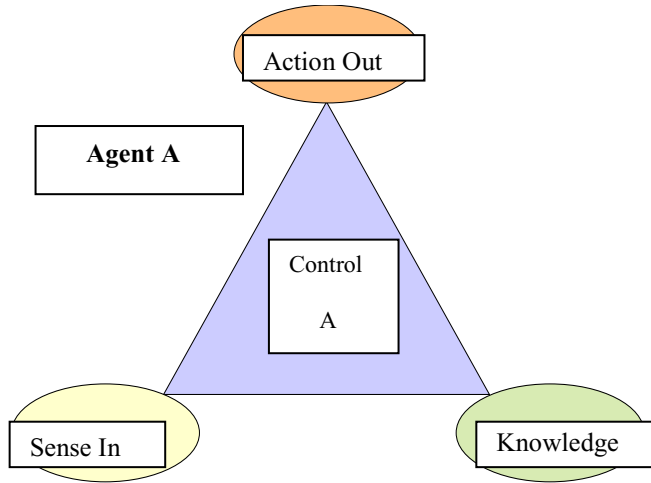 Action Out
Agent A
Control
A
Sense In
Knowledge